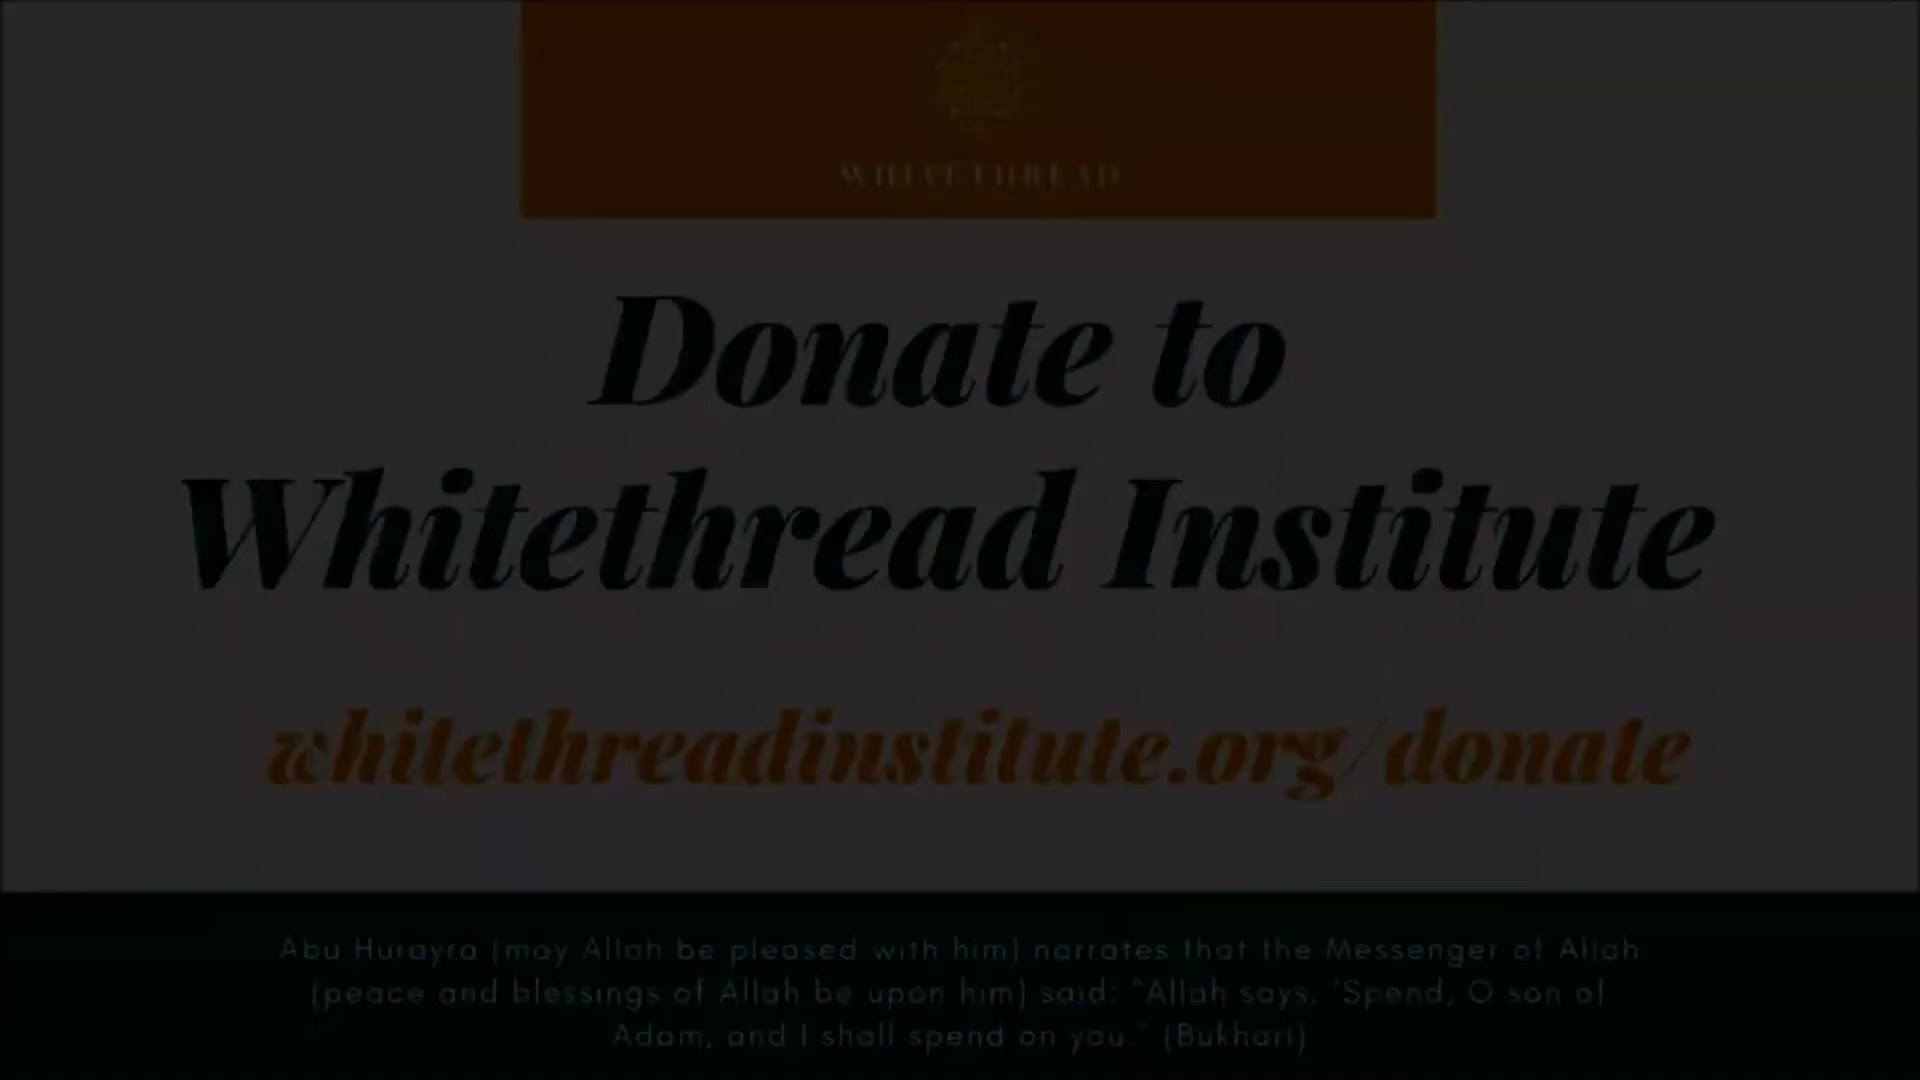 WHITETHREAD
Donate to
Whitethread Institute
whitethreadinstitute.org/donate
Abu Hurayra (may Allah be pleased with him) narrates that the Messenger of Allah
(peace and blessings of Allah be upon him) said: “Allah says, ‘Spend, O son of
Adam, and I shall spend on you.” (Bukhari)